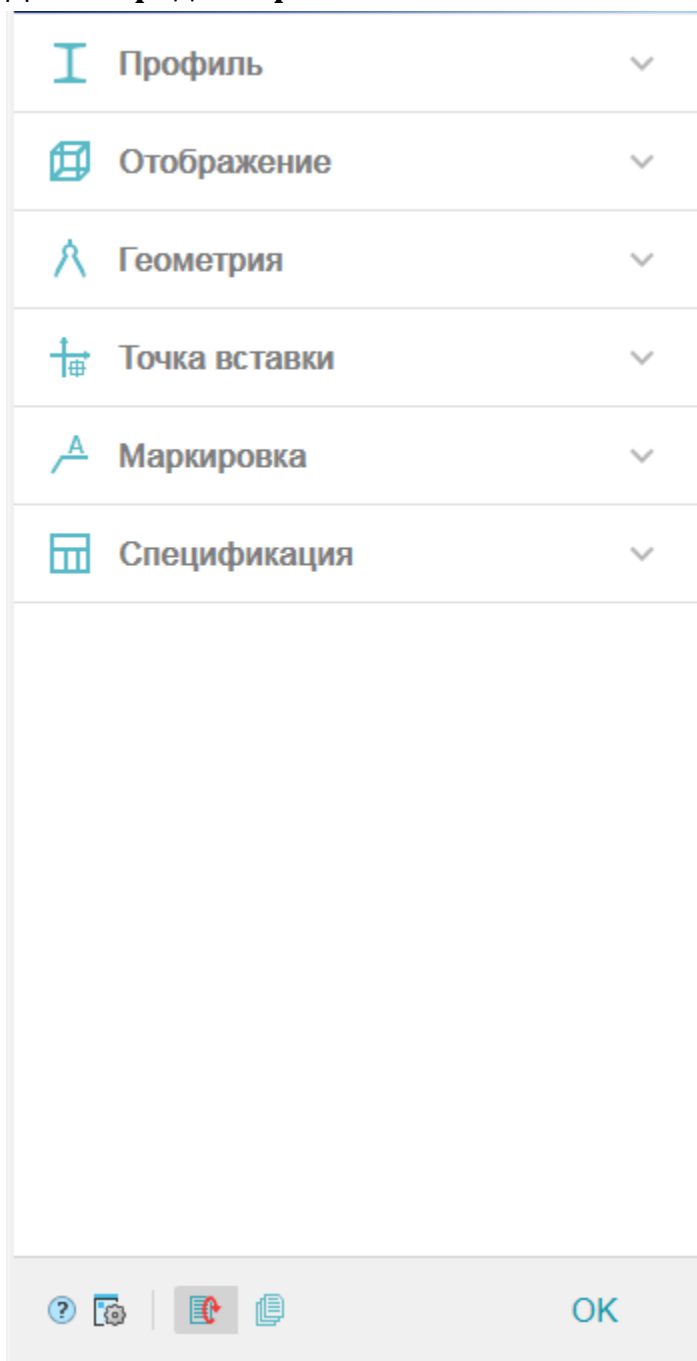 Профиль
Отображение
Геометрия
Точка вставки
Маркировка
Спецификация
OK